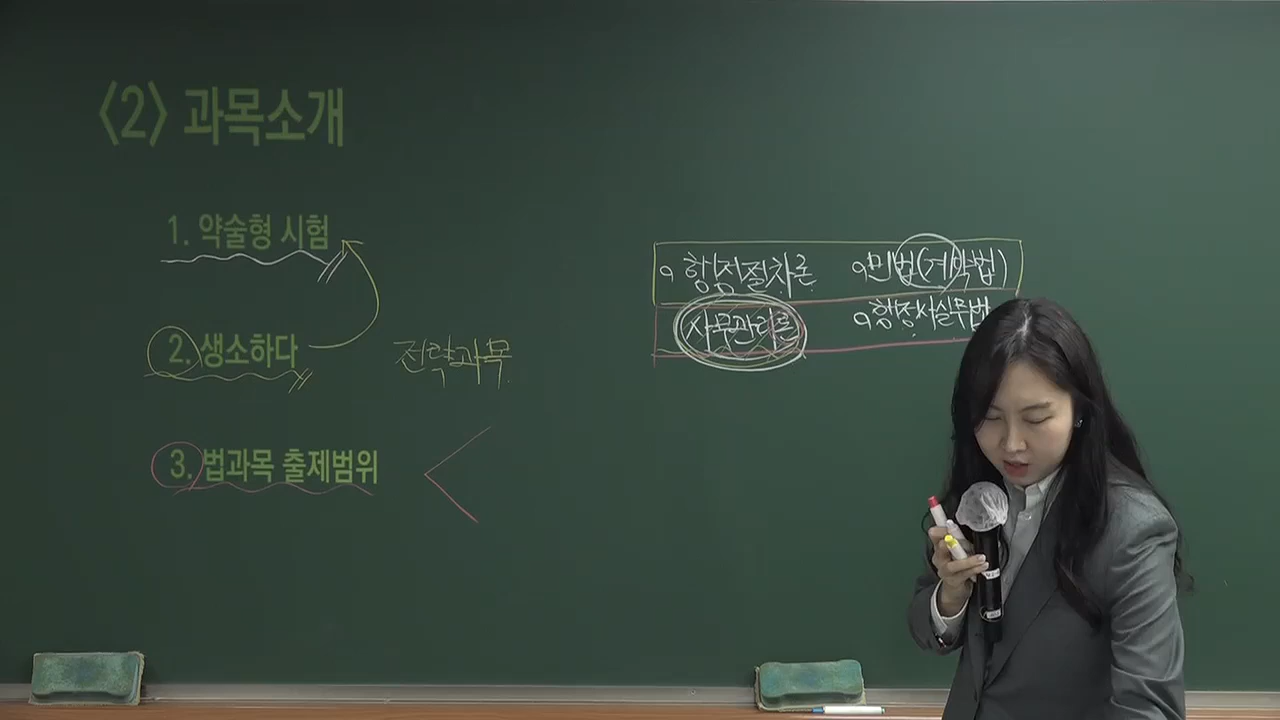 〈2〉 과목소개
1. 약술형 시험
2. 생소하다
전략과목
3. 법과목 출제범위
행정절차론 민법(계약법)
사무관리론 행정사실무법